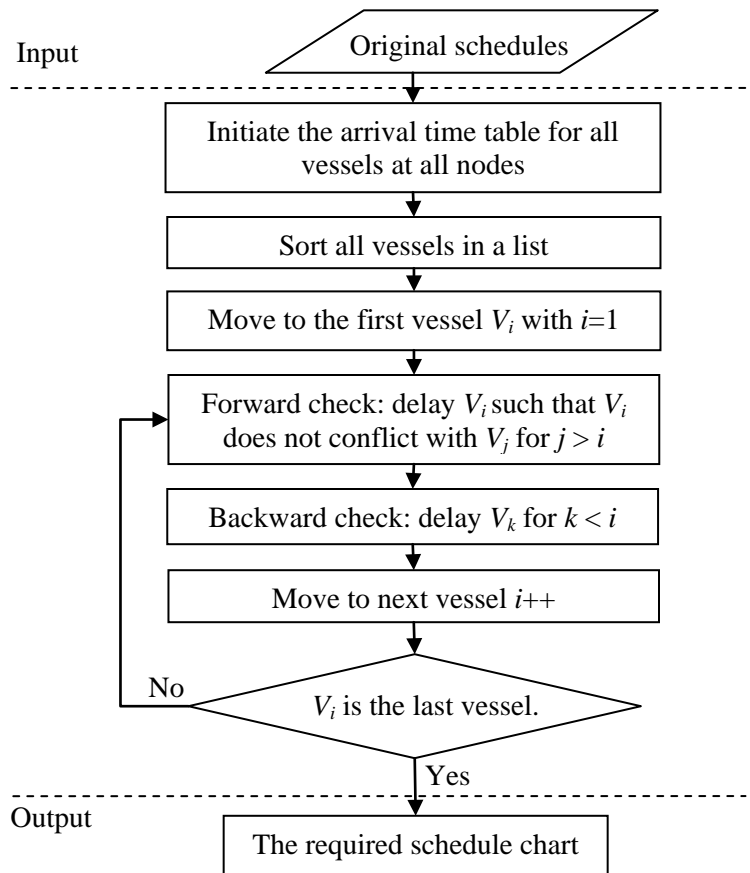 Original schedules
Input
Initiate the arrival time table for all
vessels at all nodes
Sort all vessels in a list
Move to the first vessel Vi with i=1
Forward check: delay Vi such that Vi
does not conflict with Vj for j > i
Backward check: delay Vk for k < i
Move to next vessel i++
No
Vi is the last vessel.
Yes
Output
The required schedule chart